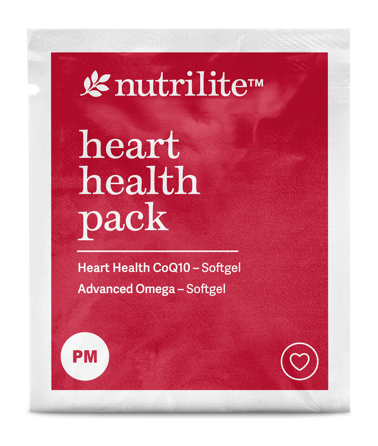 nutrilite™
heart
health
pack
Heart Health CoQ10 – Softgel
Advanced Omega – Softgel
PM